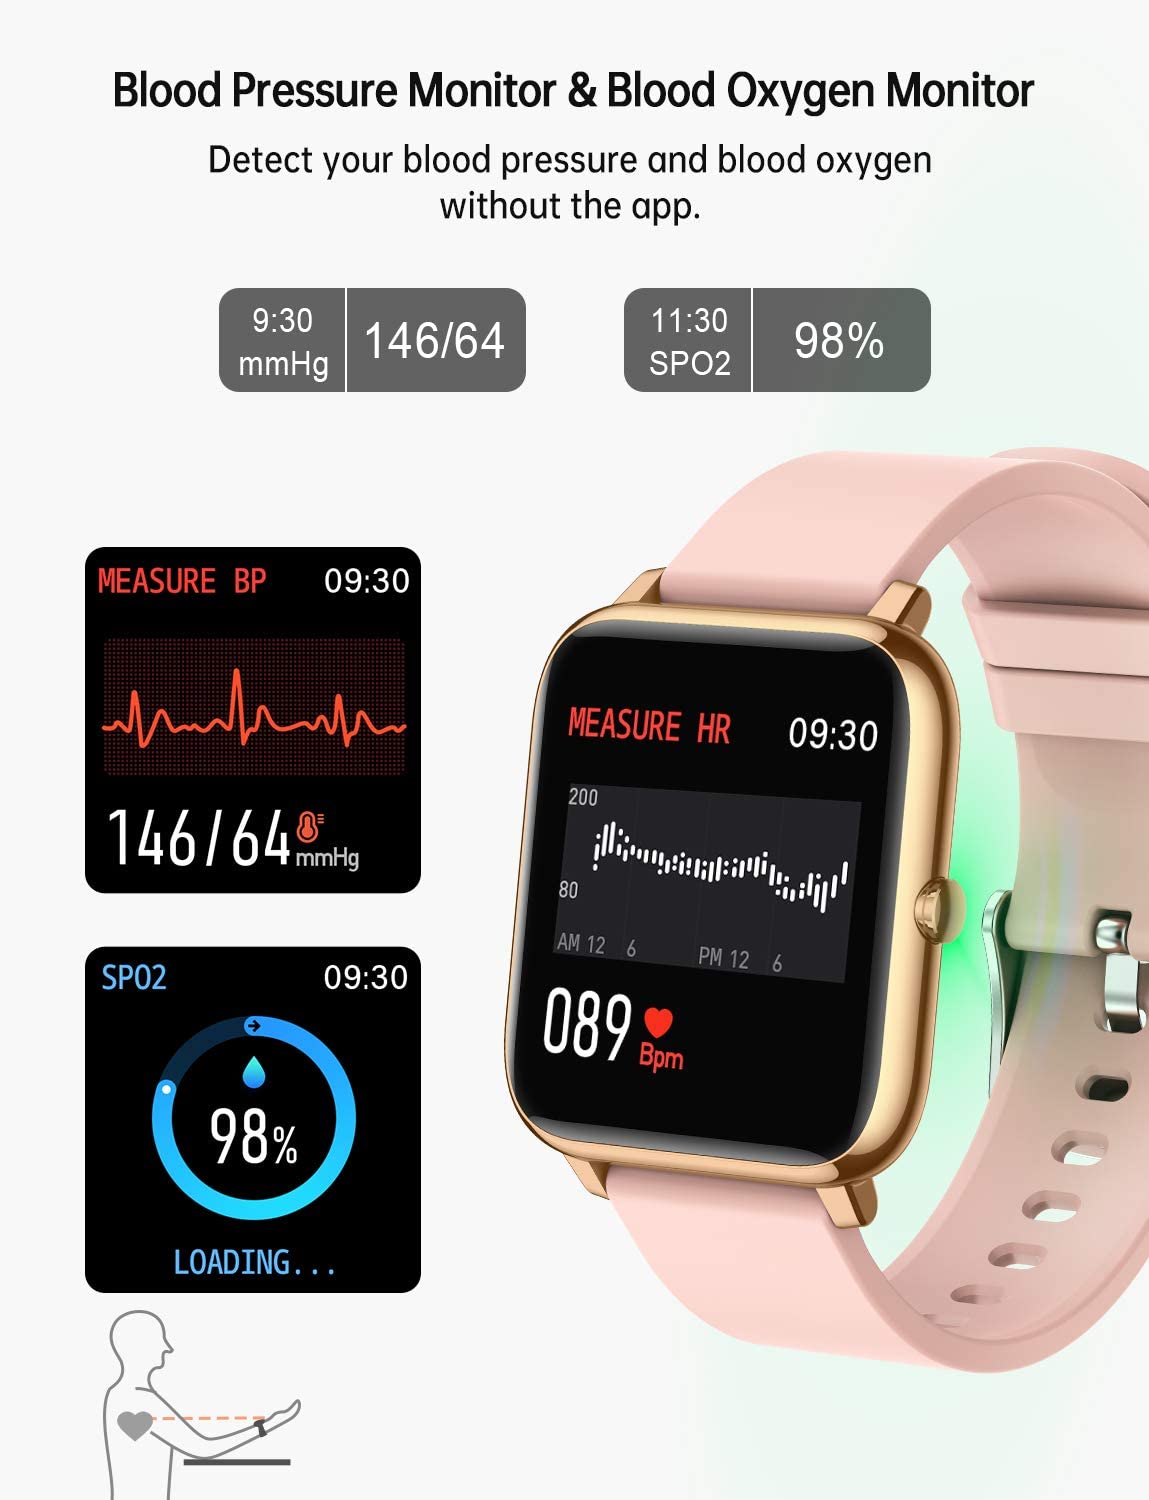 Blood Pressure Monitor & Blood Oxygen Monitor
Detect your blood pressure and blood oxygen
without the app.
9:30
mmHg
146/64
11:30
SPO2
98%
MEASURE BP 09:30
146/64 mmHg
SPO2 09:30
98%
LOADING...
MEASURE HR 09:30
200
80
AM 12 6 PM 12 6
089 Bpm